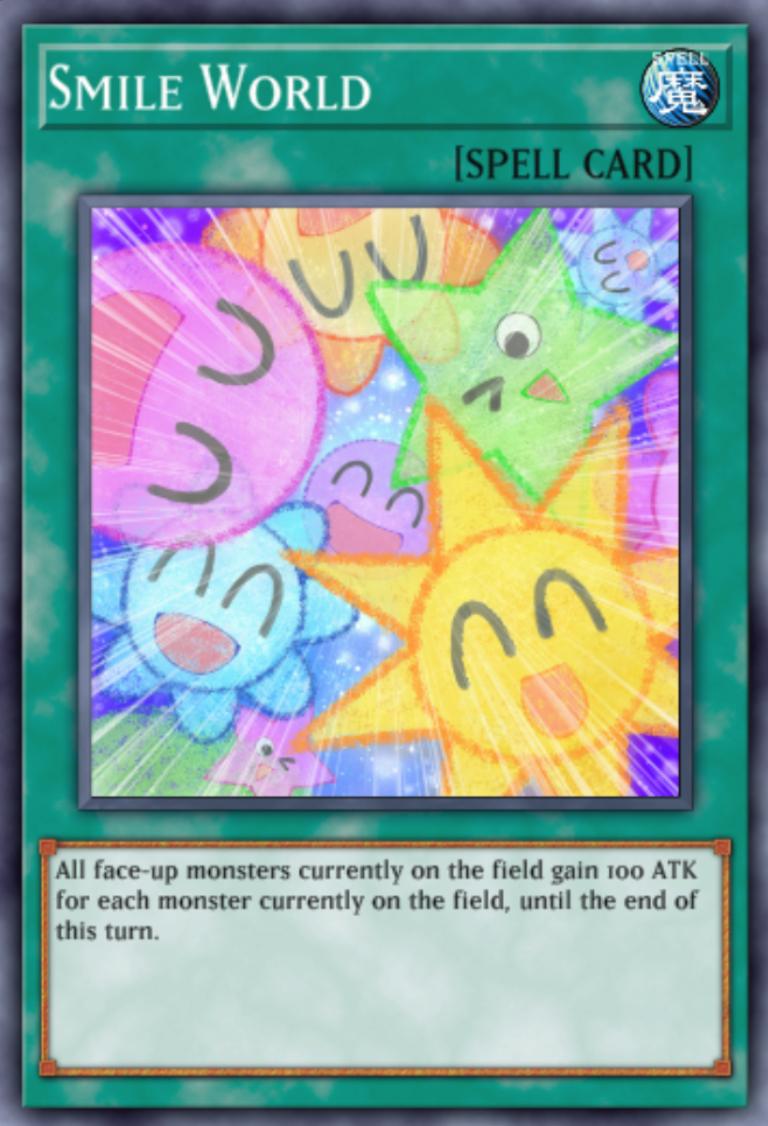 SMILE WORLD
SPELL
魔
[SPELL CARD]
All face-up monsters currently on the field gain 100 ATK
for each monster currently on the field, until the end of
this turn.